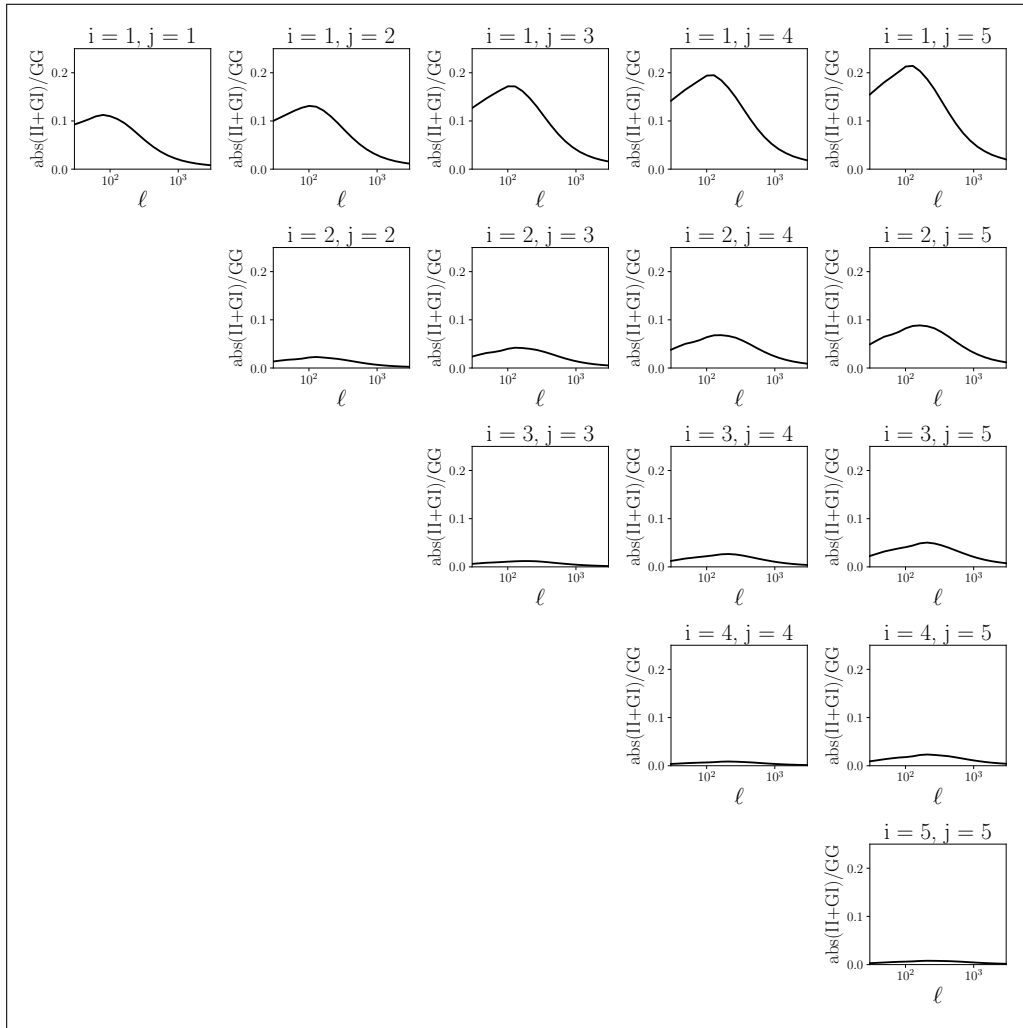 i = 1, j = 1
abs(II+GI)/GG
0.2
0.1
0.0
10²
10³
ℓ
i = 1, j = 2
abs(II+GI)/GG
0.2
0.1
0.0
10²
10³
ℓ
i = 1, j = 3
abs(II+GI)/GG
0.2
0.1
0.0
10²
10³
ℓ
i = 1, j = 4
abs(II+GI)/GG
0.2
0.1
0.0
10²
10³
ℓ
i = 1, j = 5
abs(II+GI)/GG
0.2
0.1
0.0
10²
10³
ℓ
i = 2, j = 2
abs(II+GI)/GG
0.2
0.1
0.0
10²
10³
ℓ
i = 2, j = 3
abs(II+GI)/GG
0.2
0.1
0.0
10²
10³
ℓ
i = 2, j = 4
abs(II+GI)/GG
0.2
0.1
0.0
10²
10³
ℓ
i = 2, j = 5
abs(II+GI)/GG
0.2
0.1
0.0
10²
10³
ℓ
i = 3, j = 3
abs(II+GI)/GG
0.2
0.1
0.0
10²
10³
ℓ
i = 3, j = 4
abs(II+GI)/GG
0.2
0.1
0.0
10²
10³
ℓ
i = 3, j = 5
abs(II+GI)/GG
0.2
0.1
0.0
10²
10³
ℓ
i = 4, j = 4
abs(II+GI)/GG
0.2
0.1
0.0
10²
10³
ℓ
i = 4, j = 5
abs(II+GI)/GG
0.2
0.1
0.0
10²
10³
ℓ
i = 5, j = 5
abs(II+GI)/GG
0.2
0.1
0.0
10²
10³
ℓ